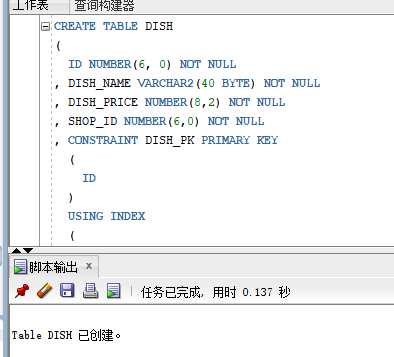 工作表 查询构建器
CREATE TABLE DISH
(
ID NUMBER(6, 0) NOT NULL
, DISH_NAME VARCHAR2(40 BYTE) NOT NULL
, DISH_PRICE NUMBER(8,2) NOT NULL
, SHOP_ID NUMBER(6,0) NOT NULL
, CONSTRAINT DISH_PK PRIMARY KEY
(
ID
)
USING INDEX
(
脚本输出 x
任务已完成, 用时 0.137 秒
Table DISH 已创建。